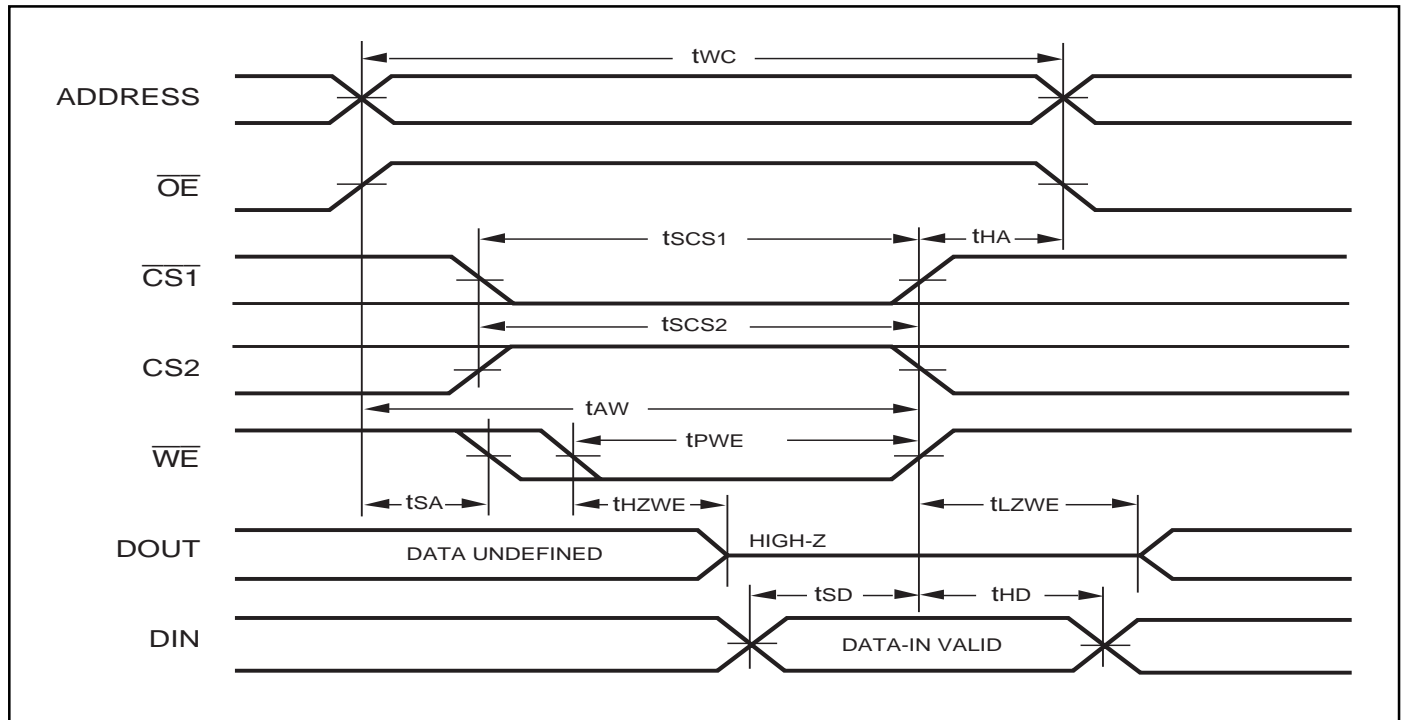 tWC
ADDRESS
OE
tSCS1
tHA
CS1
tSCS2
CS2
tAW
tPWE
WE
tSA
tHZWE
tLZWE
DOUT
DATA UNDEFINED
HIGH-Z
tSD
tHD
DIN
DATA-IN VALID